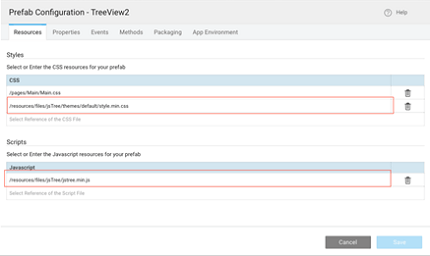 Prefab Configuration - TreeView2
Help
Resources Properties Events Methods Packaging App Environment
Styles
Select or Enter the CSS resources for your prefab
CSS
/pages/Main/Main.css
/resources/files/jsTree/themes/default/style.min.css
Select Reference of the CSS File
Scripts
Select or Enter the Javascript resources for your prefab
Javascript
/resources/files/jsTree/jstree.min.js
Select Reference of the Script File
Cancel Save